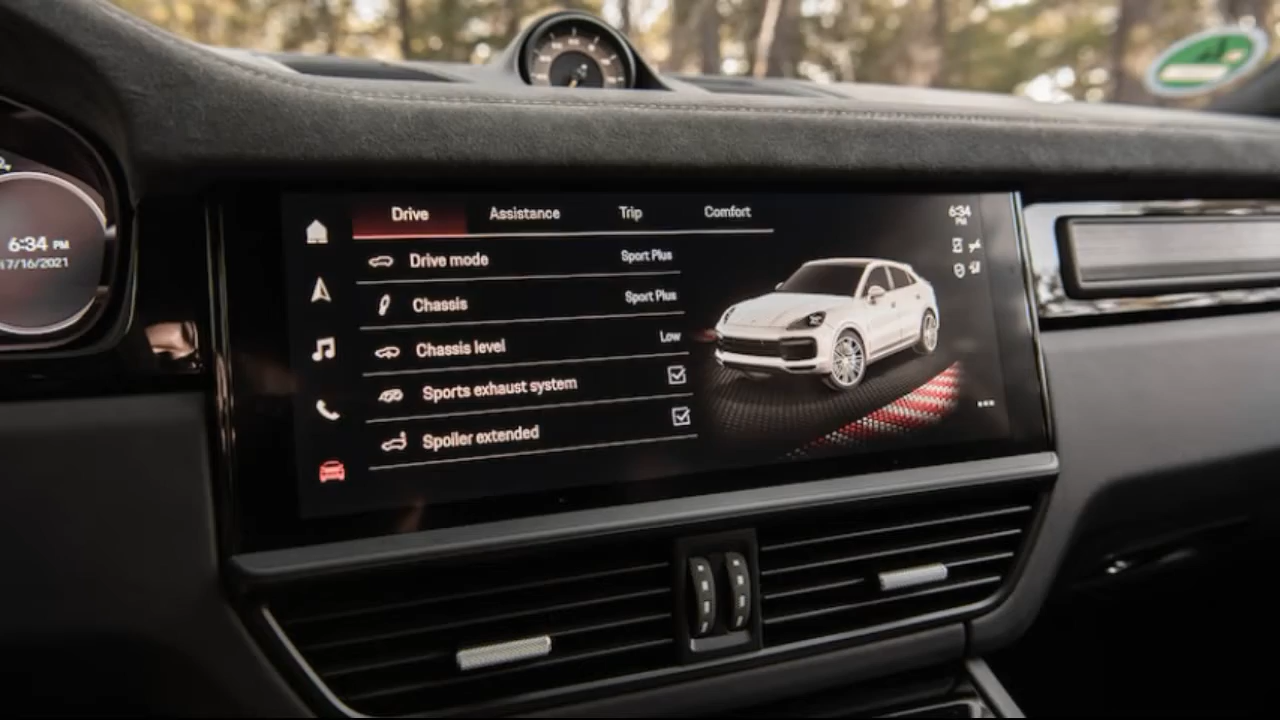 Drive Assistance Trip Comfort
6:34 PM
Drive mode Sport Plus
Chassis Sport Plus
Chassis level Low
Sports exhaust system
Spoiler extended
6:34 PM
7/16/2021